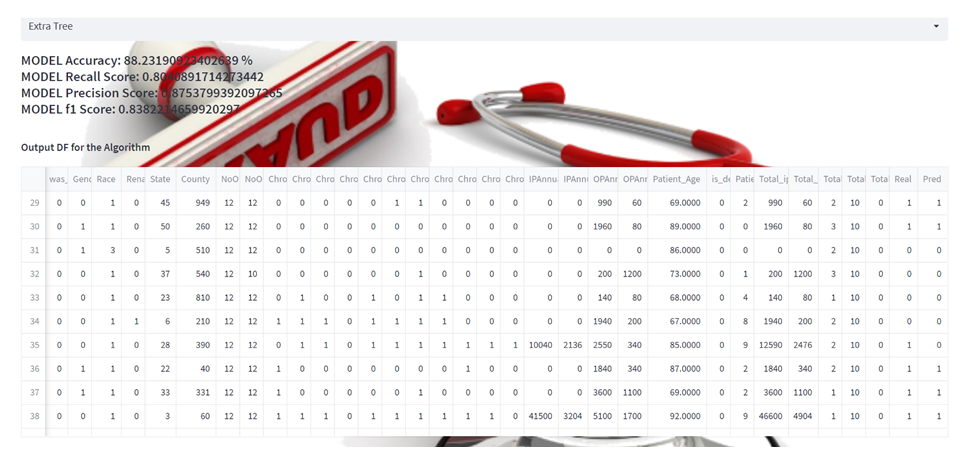 Extra Tree
MODEL Accuracy: 88.23190923402639 %
MODEL Recall Score: 0.8040891714273442
MODEL Precision Score: 0.8753799392097265
MODEL f1 Score: 0.8382214659920297
Output DF for the Algorithm
was_ Genc Race Rena State County NoO NoO Chro Chro Chro Chro Chro Chro Chro Chro Chro Chro Chro IPAnnu IPAnn OPAnr OPAnr Patient_Age is_de Patie Total_ip Total_ Total Total Total Real Pred
29 0 0 1 0 45 949 12 12 0 0 0 0 0 1 1 0 0 0 0 0 0 990 60 69.0000 0 2 990 60 2 10 0 1 1
30 0 1 1 0 50 260 12 12 0 0 0 0 0 0 0 0 0 0 0 0 0 1960 80 89.0000 0 0 1960 80 3 10 0 1 1
31 0 1 3 0 5 510 12 12 0 0 0 0 0 0 0 0 0 0 0 0 0 0 0 86.0000 0 0 0 0 2 10 0 0 0
32 0 0 1 0 37 540 12 10 0 0 0 0 0 0 1 0 0 0 0 0 0 200 1200 73.0000 0 1 200 1200 3 10 0 0 0
33 0 0 1 0 23 810 12 12 0 1 0 0 1 0 1 1 0 0 0 0 0 140 80 68.0000 0 4 140 80 1 10 0 0 0
34 0 0 1 1 6 210 12 12 1 1 1 0 1 1 1 1 0 0 0 0 0 1940 200 67.0000 0 8 1940 200 2 10 0 0 0
35 0 0 1 0 28 390 12 12 0 1 1 0 1 1 1 1 1 1 1 10040 2136 2550 340 85.0000 0 9 12590 2476 2 10 0 1 0
36 0 1 1 0 22 40 12 12 1 0 0 0 0 0 0 0 1 0 0 0 0 1840 340 87.0000 0 2 1840 340 2 10 0 1 1
37 0 1 1 0 33 331 12 12 1 0 0 0 0 0 1 0 0 0 0 0 0 3600 1100 69.0000 0 2 3600 1100 1 10 0 1 1
38 0 0 1 0 3 60 12 12 1 1 0 1 1 1 1 1 1 1 0 41500 3204 5100 1700 92.0000 0 9 46600 4904 1 10 0 1 1